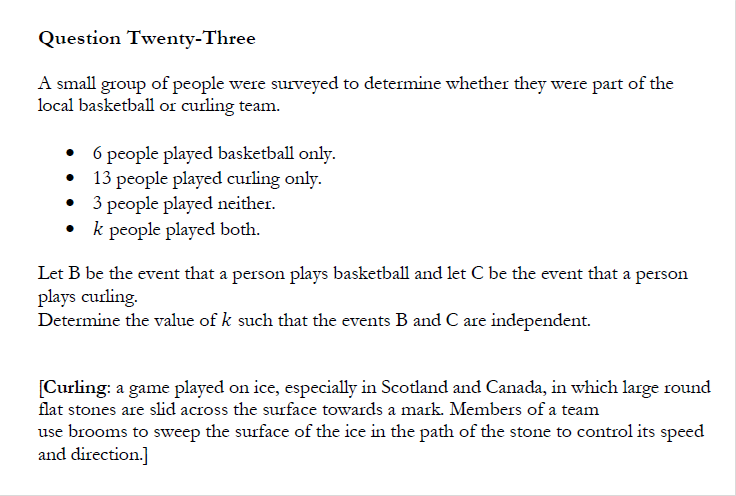 Question Twenty-Three
A small group of people were surveyed to determine whether they were part of the
local basketball or curling team.
• 6 people played basketball only.
• 13 people played curling only.
• 3 people played neither.
• k people played both.
Let B be the event that a person plays basketball and let C be the event that a person
plays curling.
Determine the value of k such that the events B and C are independent.
[Curling: a game played on ice, especially in Scotland and Canada, in which large round
flat stones are slid across the surface towards a mark. Members of a team
use brooms to sweep the surface of the ice in the path of the stone to control its speed
and direction.]